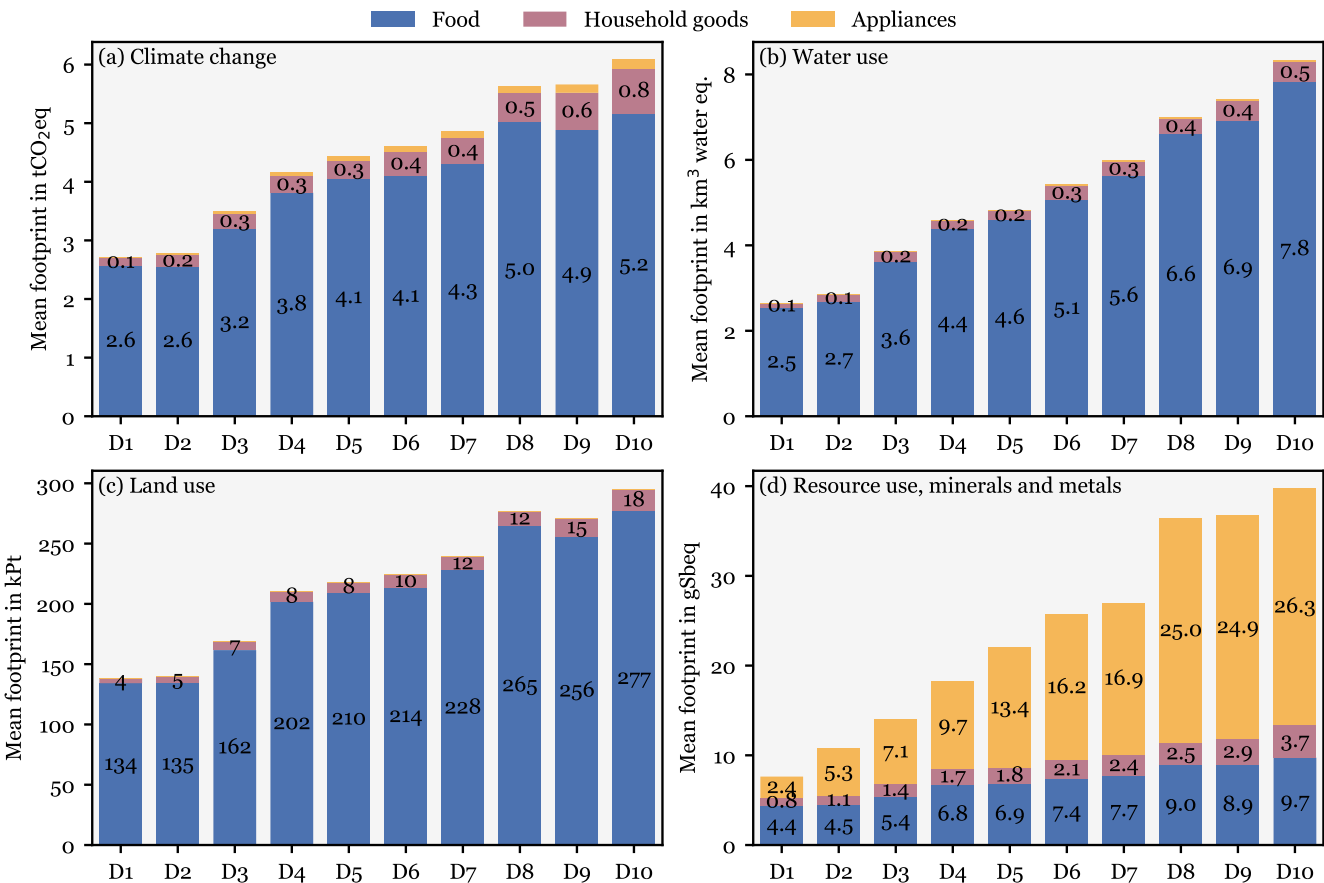 Food Household goods Appliances
(a) Climate change
Mean footprint in tCO₂eq
6
5
4
3
2
1
0
0.1 0.2 0.3 0.3 0.3 0.4 0.4 0.5 0.6 0.8
2.6 2.6 3.2 3.8 4.1 4.1 4.3 5.0 4.9 5.2
D1 D2 D3 D4 D5 D6 D7 D8 D9 D10
(b) Water use
Mean footprint in km³ water eq.
8
6
4
2
0
0.1 0.1 0.2 0.2 0.2 0.3 0.3 0.4 0.4 0.5
2.5 2.7 3.6 4.4 4.6 5.1 5.6 6.6 6.9 7.8
D1 D2 D3 D4 D5 D6 D7 D8 D9 D10
(c) Land use
Mean footprint in kPt
300
250
200
150
100
50
0
4 5 7 8 8 10 12 12 15 18
134 135 162 202 210 214 228 265 256 277
D1 D2 D3 D4 D5 D6 D7 D8 D9 D10
(d) Resource use, minerals and metals
Mean footprint in gSbeq
40
30
20
10
0
2.4 5.3 7.1 9.7 13.4 16.2 16.9 25.0 24.9 26.3
0.8 1.1 1.4 1.7 1.8 2.1 2.4 2.5 2.9 3.7
4.4 4.5 5.4 6.8 6.9 7.4 7.7 9.0 8.9 9.7
D1 D2 D3 D4 D5 D6 D7 D8 D9 D10